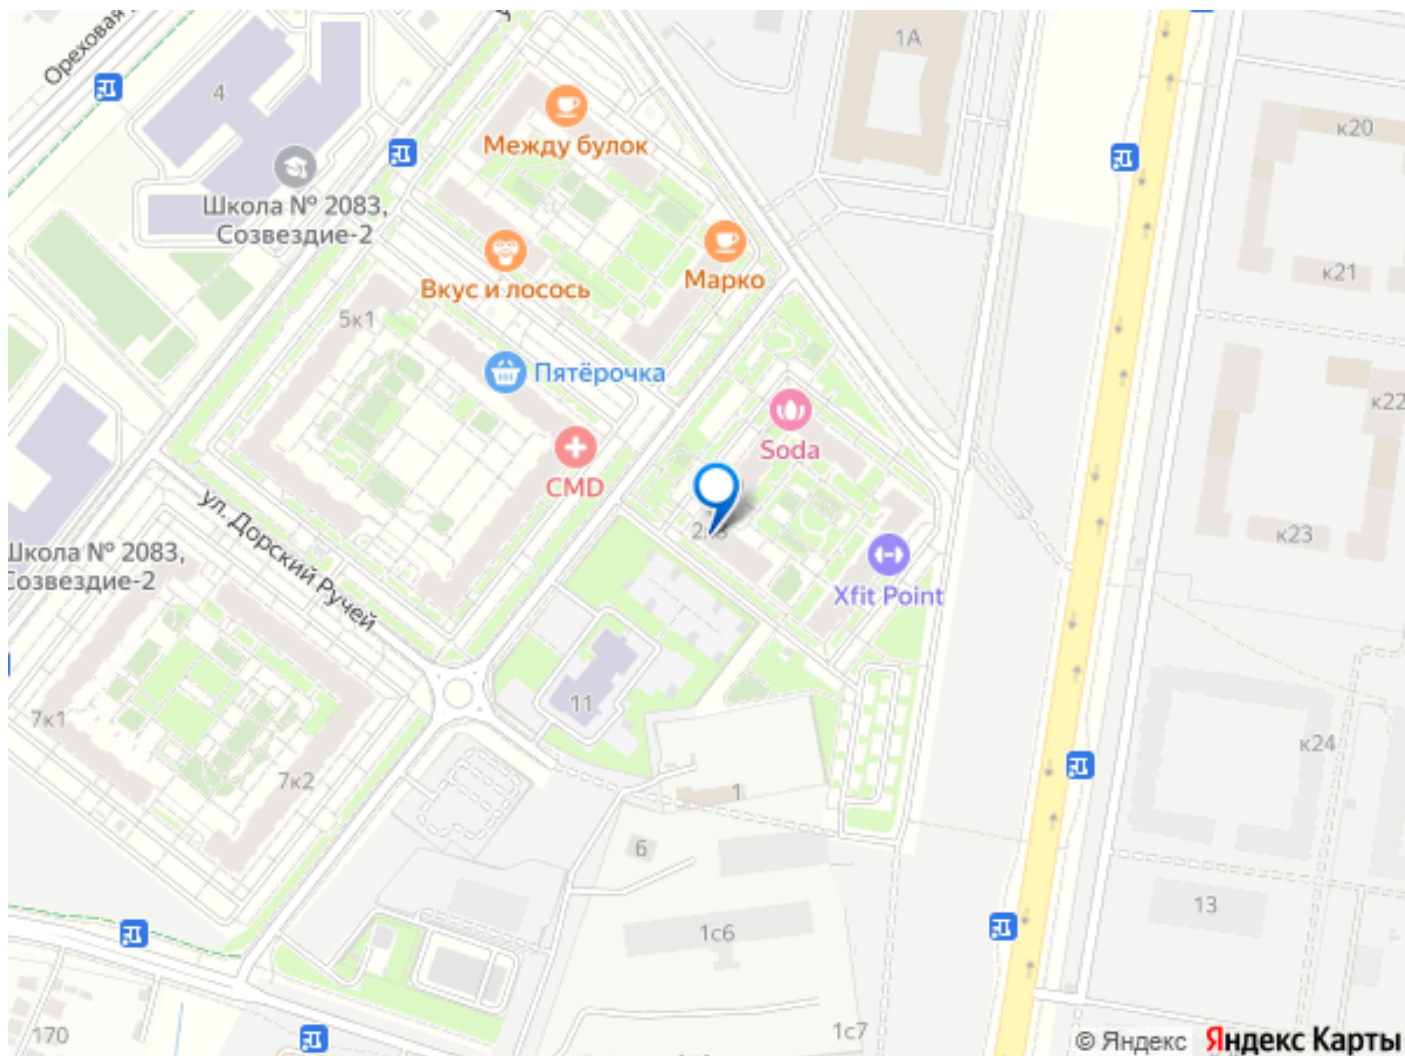 Ореховая
1А
4
к20
Между булок
Школа № 2083,
Созвездие-2
к21
Марко
Вкус и лосось
5к1
Пятёрочка
к22
Soda
CMD
ул. Дорский Ручей
к23
Школа № 2083,
Созвездие-2
Xfit Point
11
7к1
к24
7к2
1
6
13
1с6
170
1с7
© Яндекс Яндекс Карты